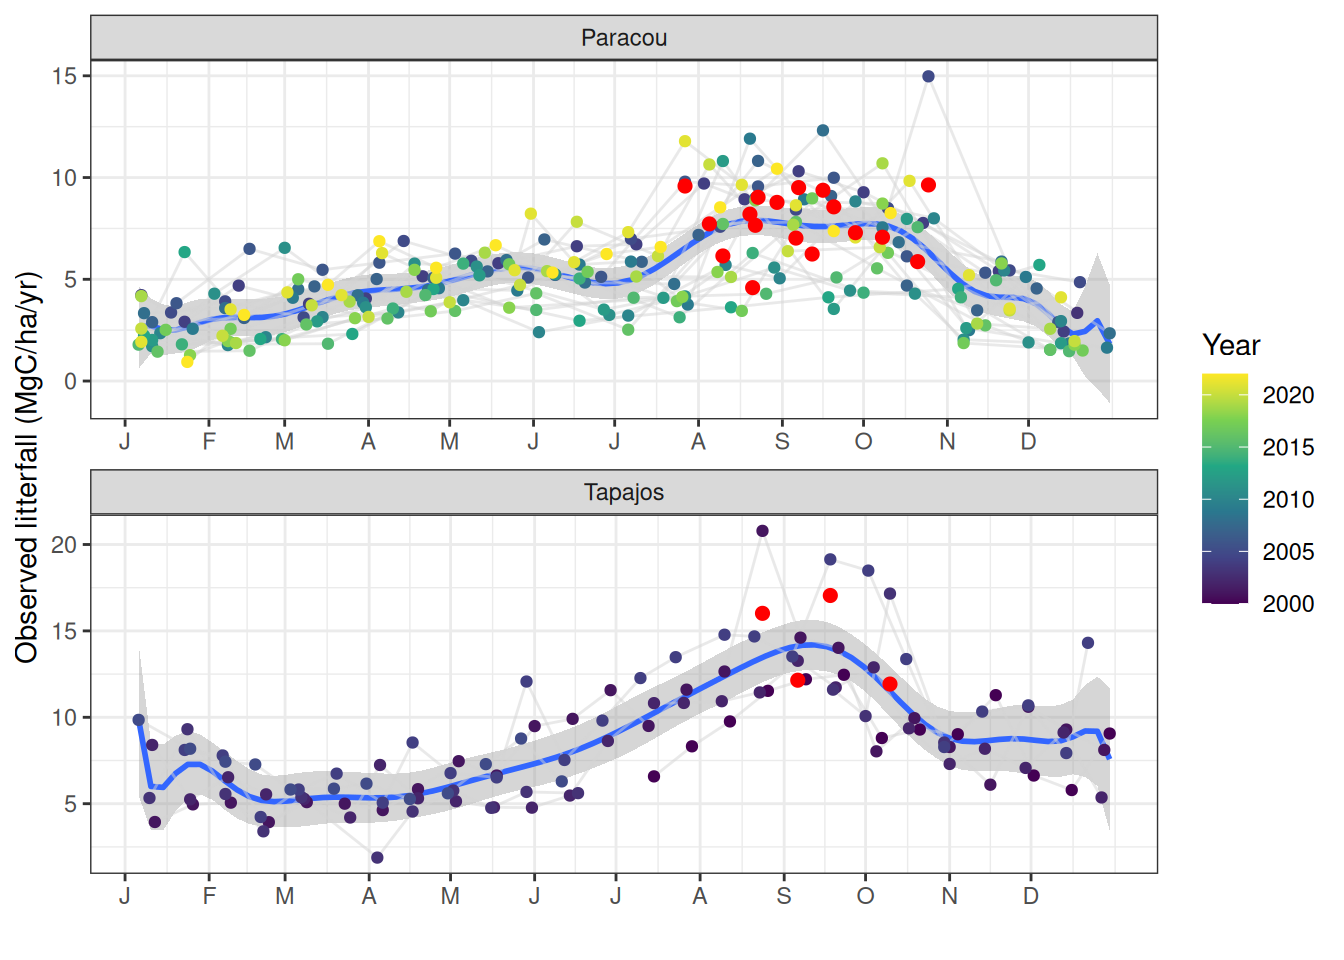 Paracou
15
10
5
0
J F M A M J J A S O N D
Observed litterfall (MgC/ha/yr)
Tapajos
20
15
10
5
J F M A M J J A S O N D
Year
2020
2015
2010
2005
2000